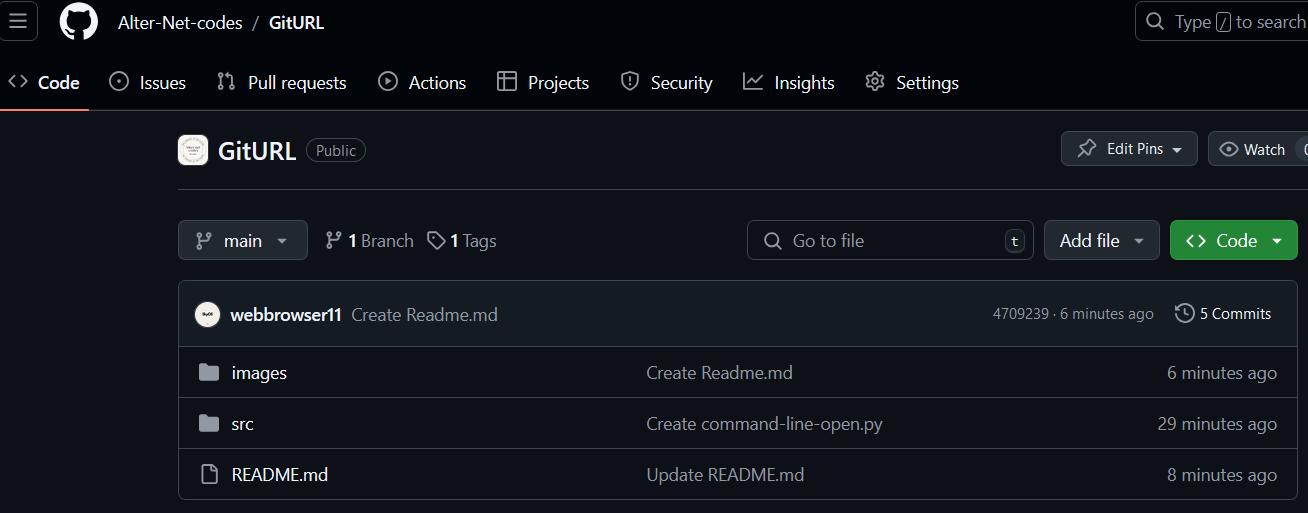 Alter-Net-codes / GitURL
Type / to search
Code Issues Pull requests Actions Projects Security Insights Settings
GitURL Public Edit Pins Watch
main 1 Branch 1 Tags Go to file t Add file Code
webbrowser11 Create Readme.md 4709239 · 6 minutes ago 5 Commits
images Create Readme.md 6 minutes ago
src Create command-line-open.py 29 minutes ago
README.md Update README.md 8 minutes ago